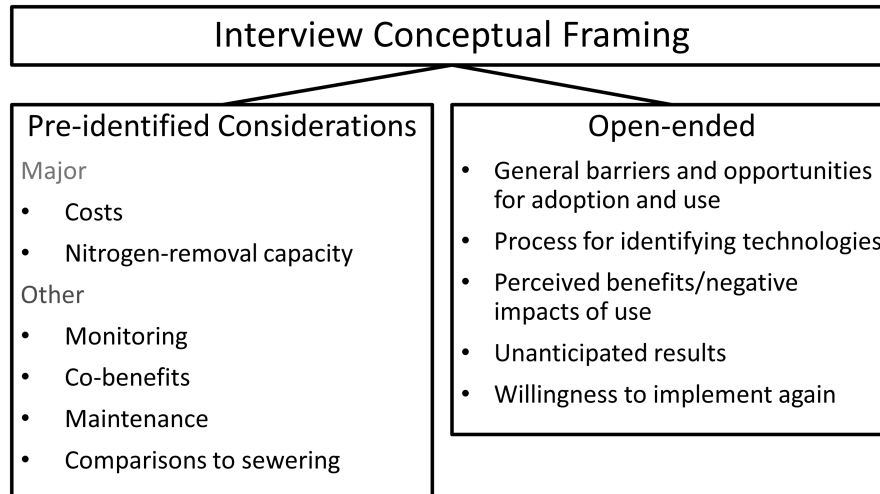 Interview Conceptual Framing
Pre-identified Considerations
Major
• Costs
• Nitrogen-removal capacity
Other
• Monitoring
• Co-benefits
• Maintenance
• Comparisons to sewering
Open-ended
• General barriers and opportunities
for adoption and use
• Process for identifying technologies
• Perceived benefits/negative
impacts of use
• Unanticipated results
• Willingness to implement again